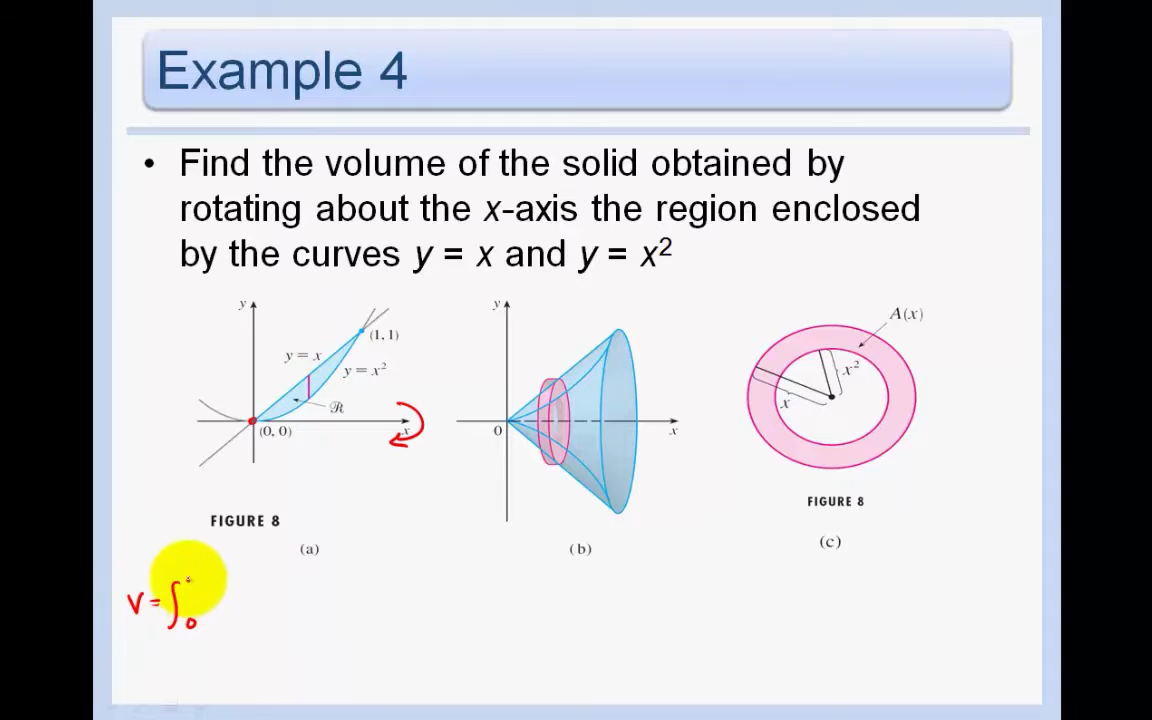 Example 4
• Find the volume of the solid obtained by
rotating about the x-axis the region enclosed
by the curves y = x and y = x²
y
(1, 1)
y = x
y = x²
ℛ
x
(0, 0)
FIGURE 8
(a)
y
0
x
(b)
A(x)
x²
x
FIGURE 8
(c)
V = ∫₀